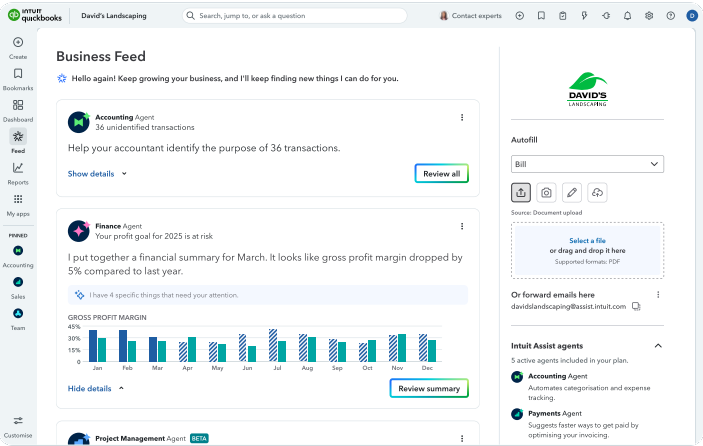 INTUIT
quickbooks
David's Landscaping
Search, jump to, or ask a question
Contact experts
D
Create
Bookmarks
Dashboard
Feed
Reports
My apps
PINNED
Accounting
Sales
Team
Customise
Business Feed
Hello again! Keep growing your business, and I'll keep finding new things I can do for you.
Accounting Agent
36 unidentified transactions
Help your accountant identify the purpose of 36 transactions.
Show details
Review all
Finance Agent
Your profit goal for 2025 is at risk
I put together a financial summary for March. It looks like gross profit margin dropped by
5% compared to last year.
I have 4 specific things that need your attention.
GROSS PROFIT MARGIN
45%
30%
15%
0
Jan Feb Mar Apr May Jun Jul Aug Sep Oct Nov Dec
Hide details
Review summary
Project Management Agent BETA
DAVID'S
LANDSCAPING
Autofill
Bill
Source: Document upload
Select a file
or drag and drop it here
Supported formats: PDF
Or forward emails here
davidslandscaping@assist.intuit.com
Intuit Assist agents
5 active agents included in your plan.
Accounting Agent
Automates categorisation and expense
tracking.
Payments Agent
Suggests faster ways to get paid by
optimising your invoicing.